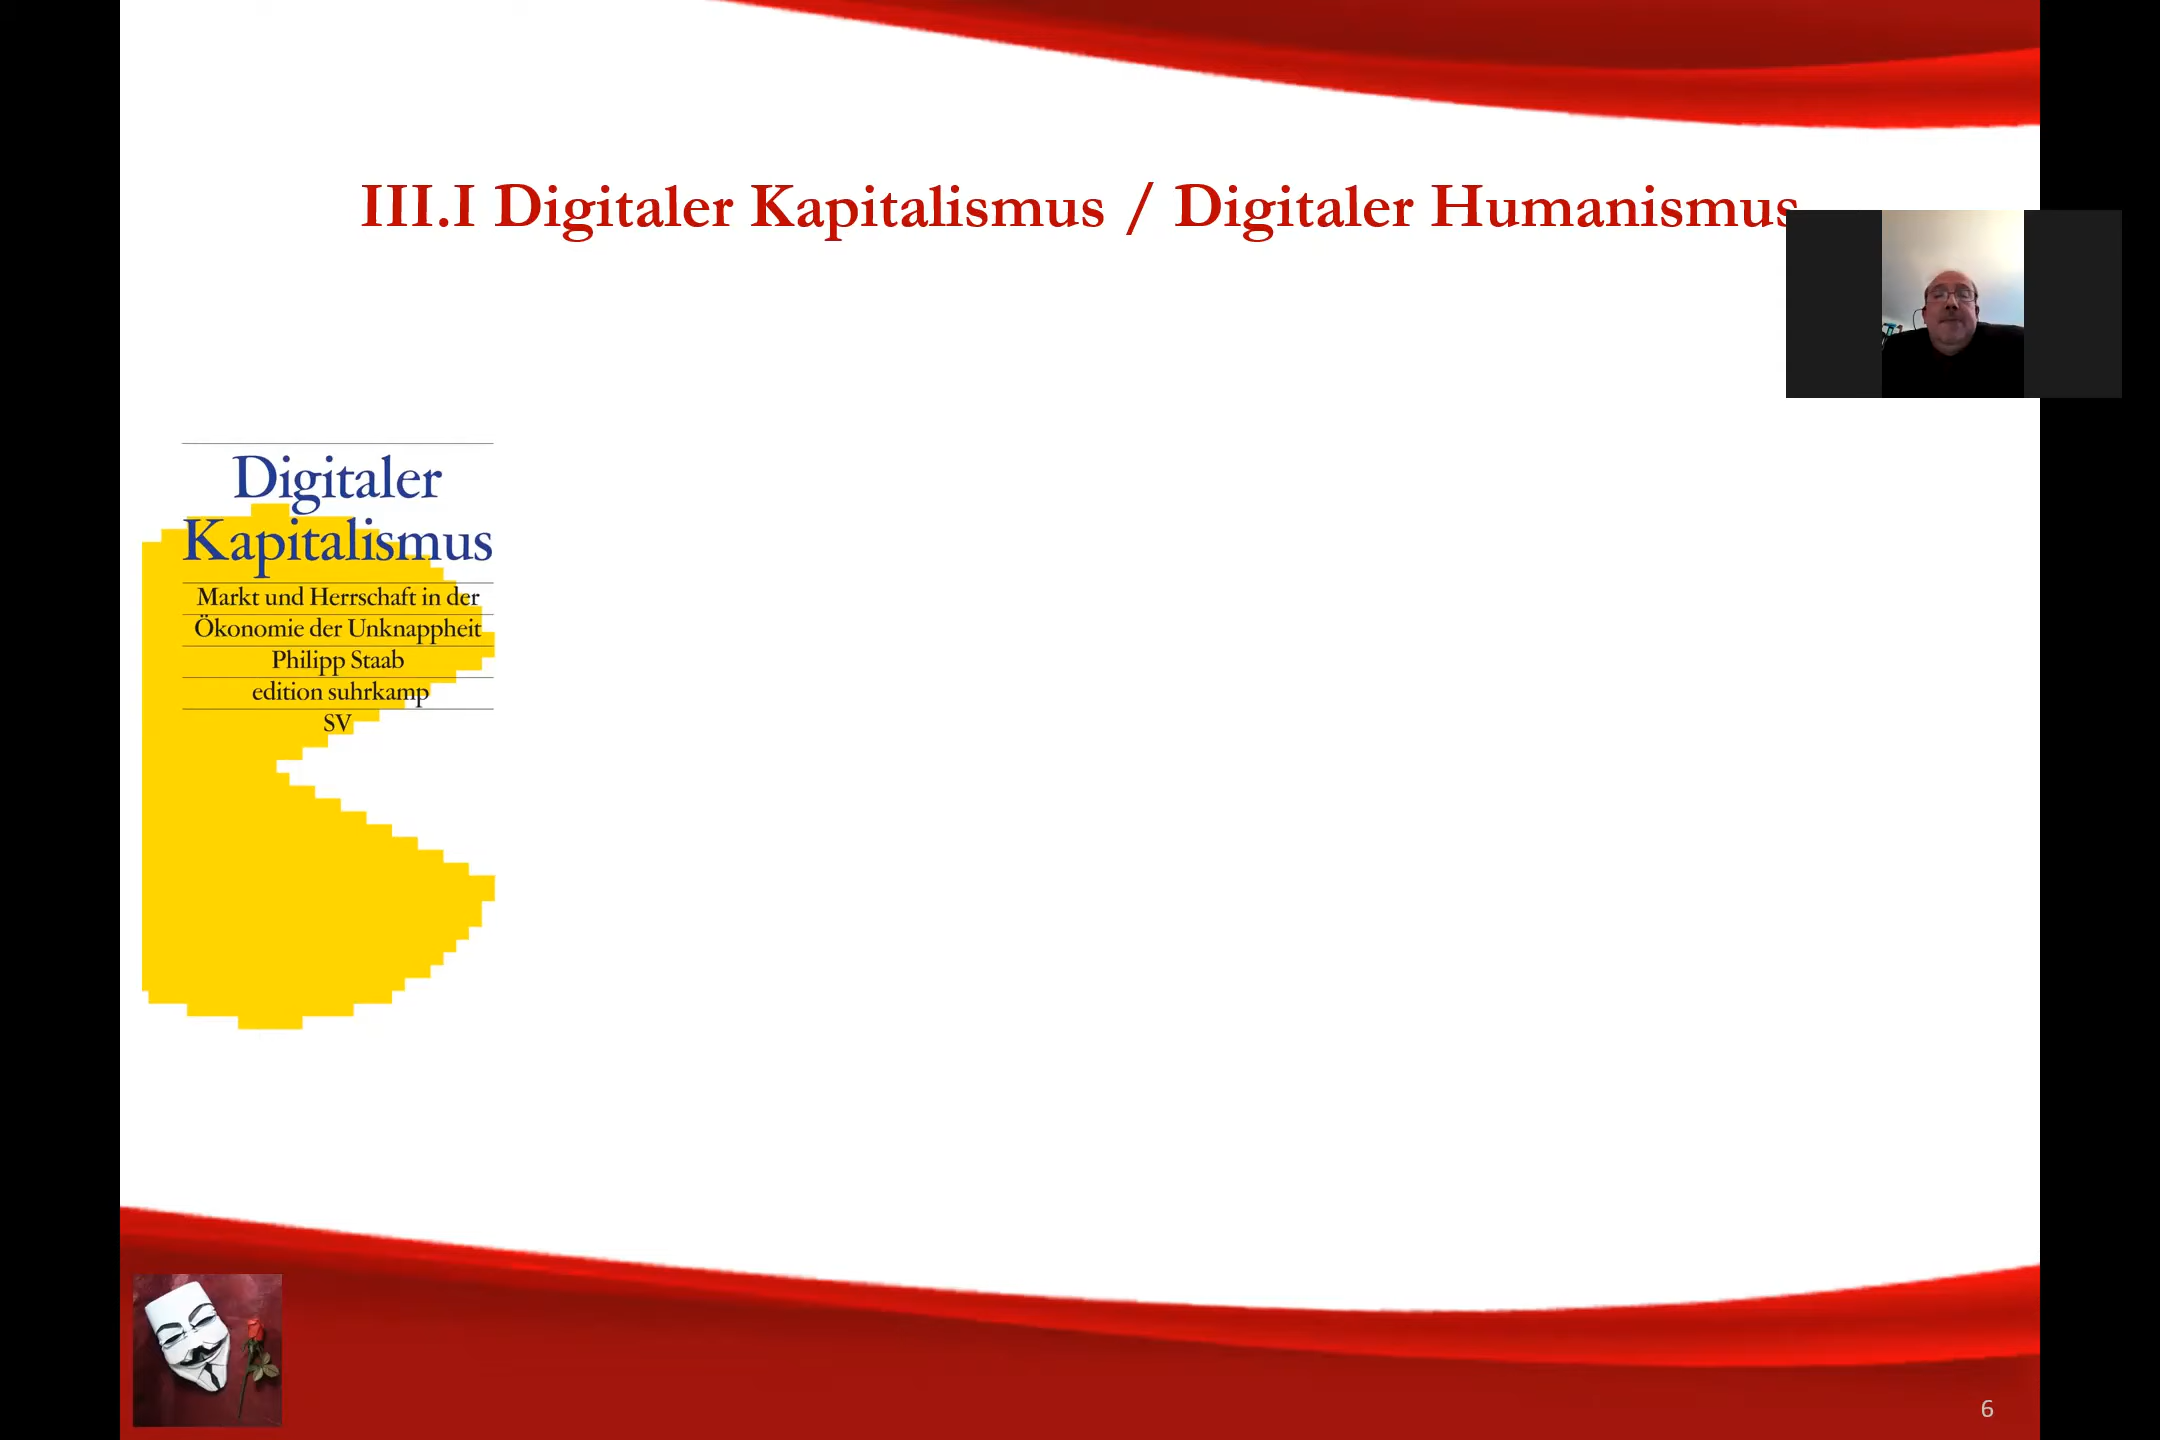 III.I Digitaler Kapitalismus / Digitaler Humanismus
Digitaler
Kapitalismus
Markt und Herrschaft in der
Ökonomie der Unknappheit
Philipp Staab
edition suhrkamp
SV
6